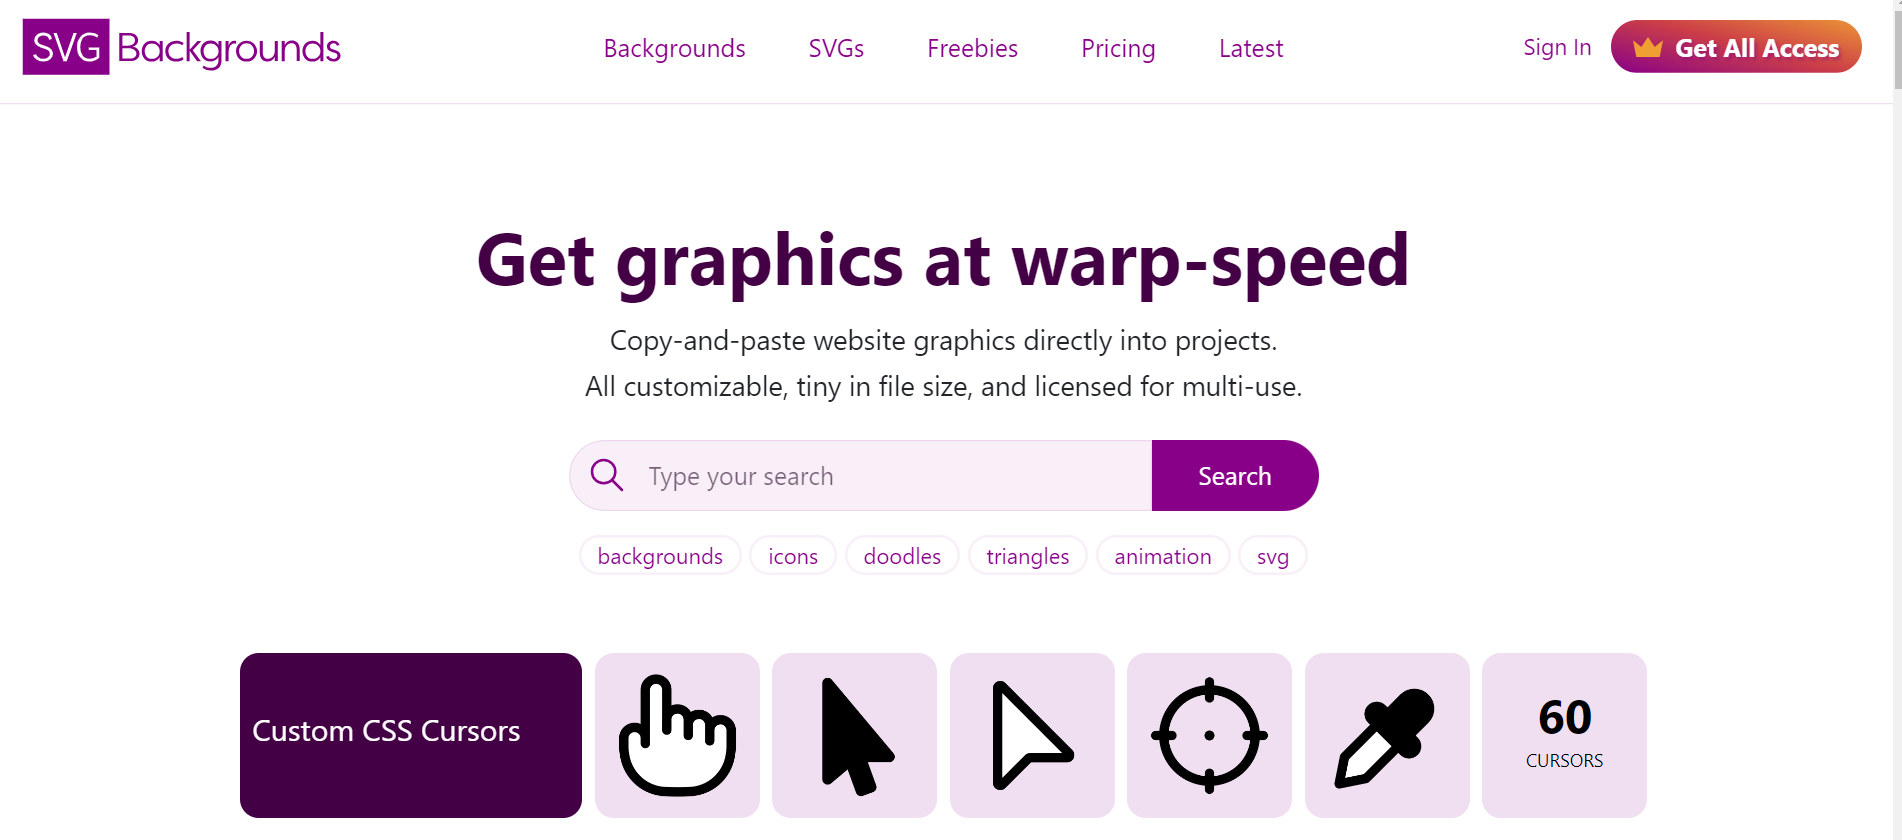 SVG Backgrounds
Backgrounds
SVGs
Freebies
Pricing
Latest
Sign In
Get All Access
Get graphics at warp-speed
Copy-and-paste website graphics directly into projects.
All customizable, tiny in file size, and licensed for multi-use.
Type your search
Search
backgrounds
icons
doodles
triangles
animation
svg
Custom CSS Cursors
60
CURSORS